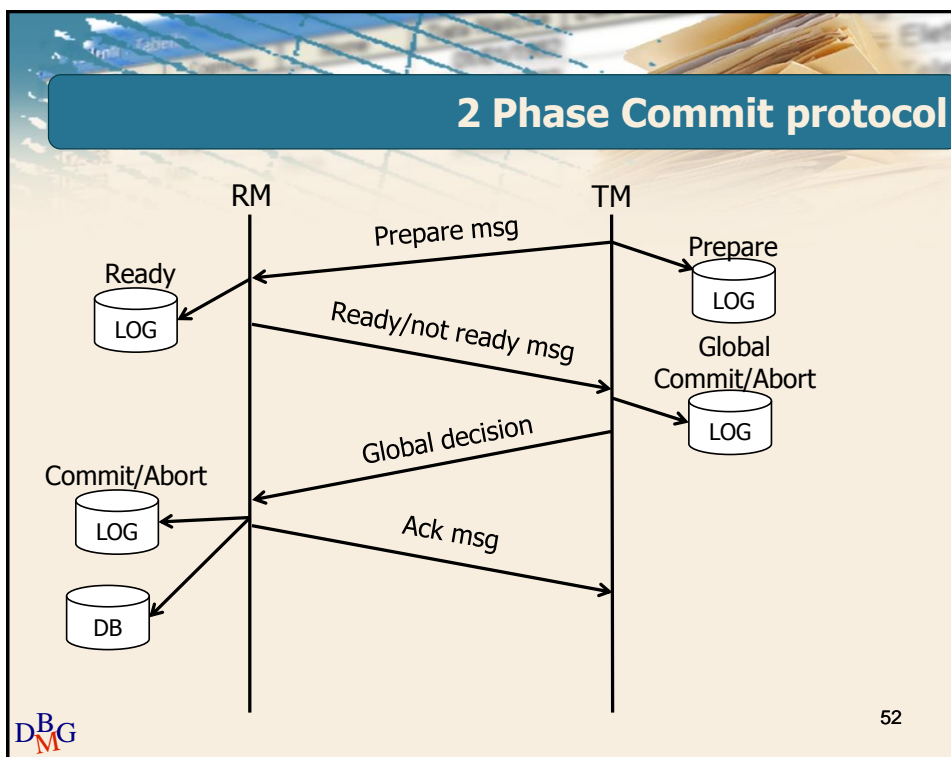 2 Phase Commit protocol
RM
TM
Prepare msg
Prepare
LOG
Ready
LOG
Ready/not ready msg
Global
Commit/Abort
LOG
Global decision
Commit/Abort
LOG
Ack msg
DB
DBMG
52